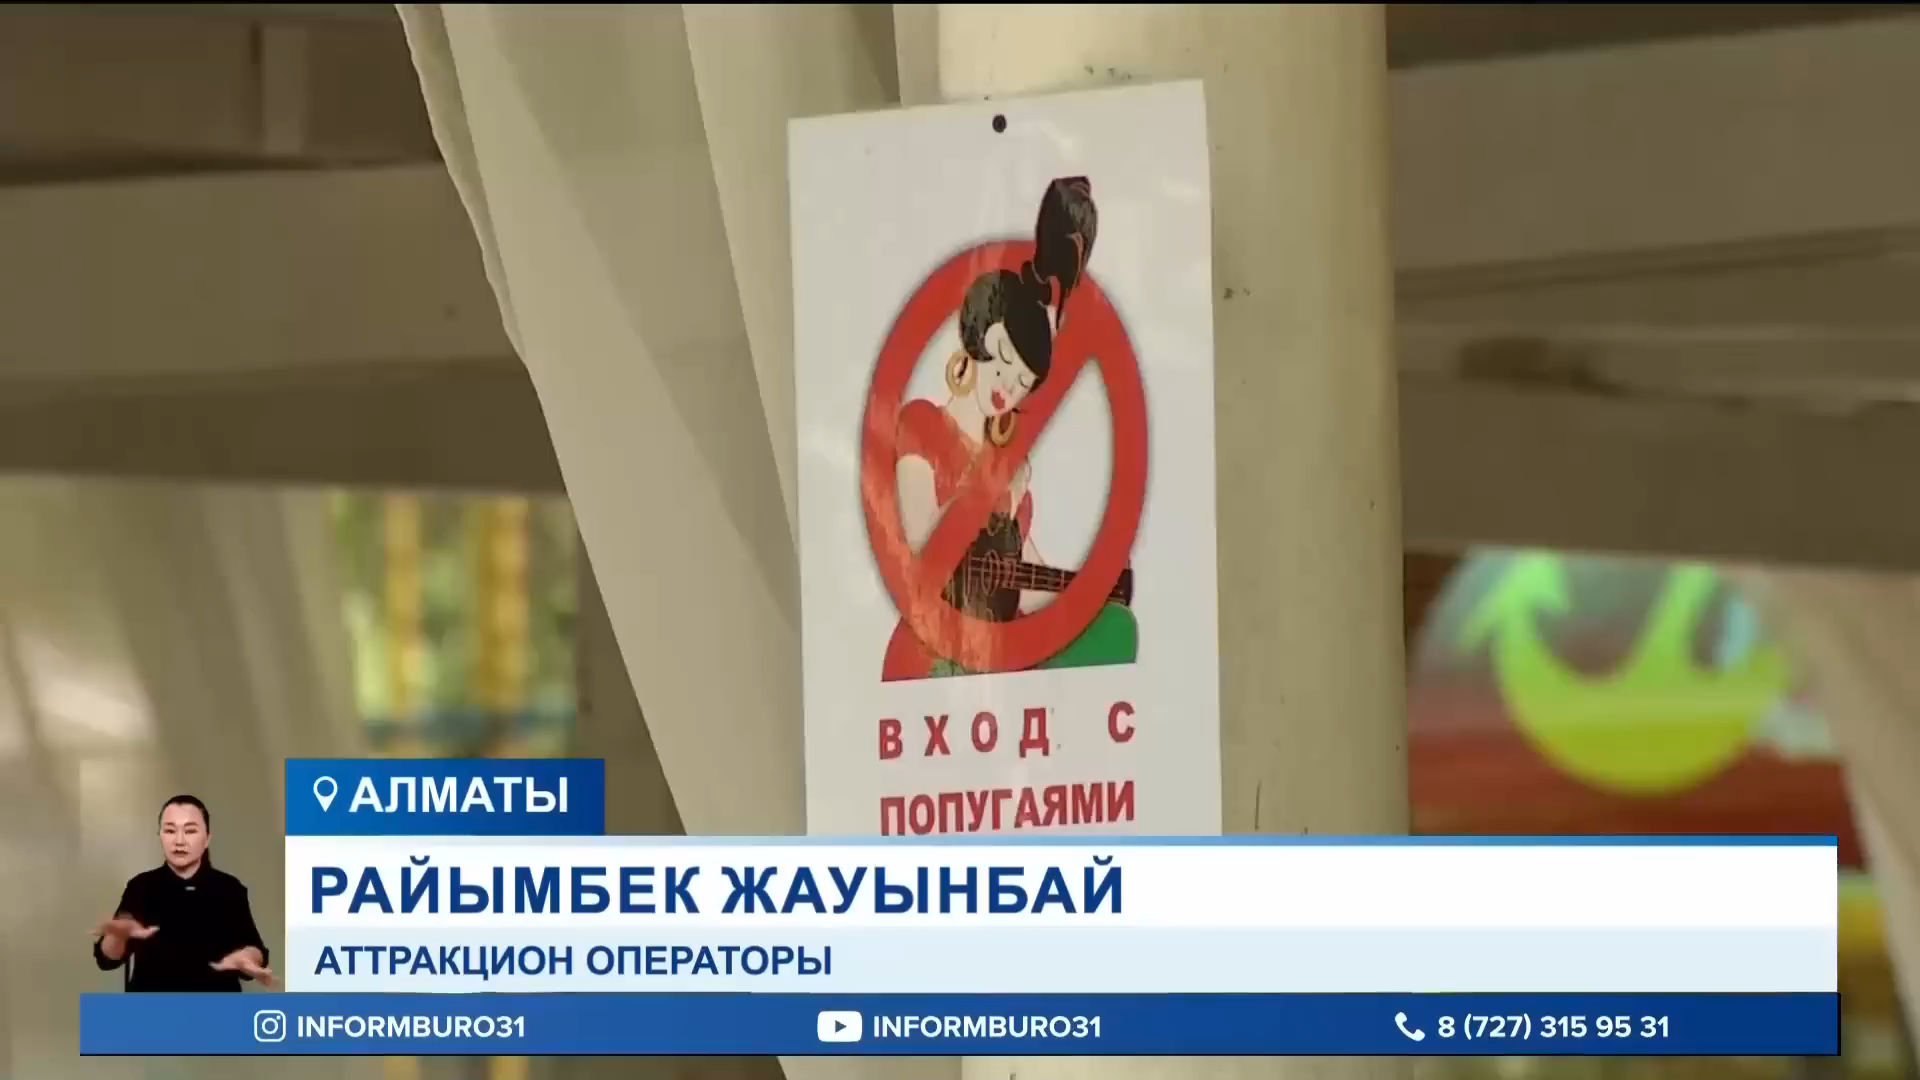 ВХОД С
ПОПУГАЯМИ
АЛМАТЫ
РАЙЫМБЕК ЖАУЫНБАЙ
АТТРАКЦИОН ОПЕРАТОРЫ
INFORMBURO31
INFORMBURO31
8 (727) 315 95 31